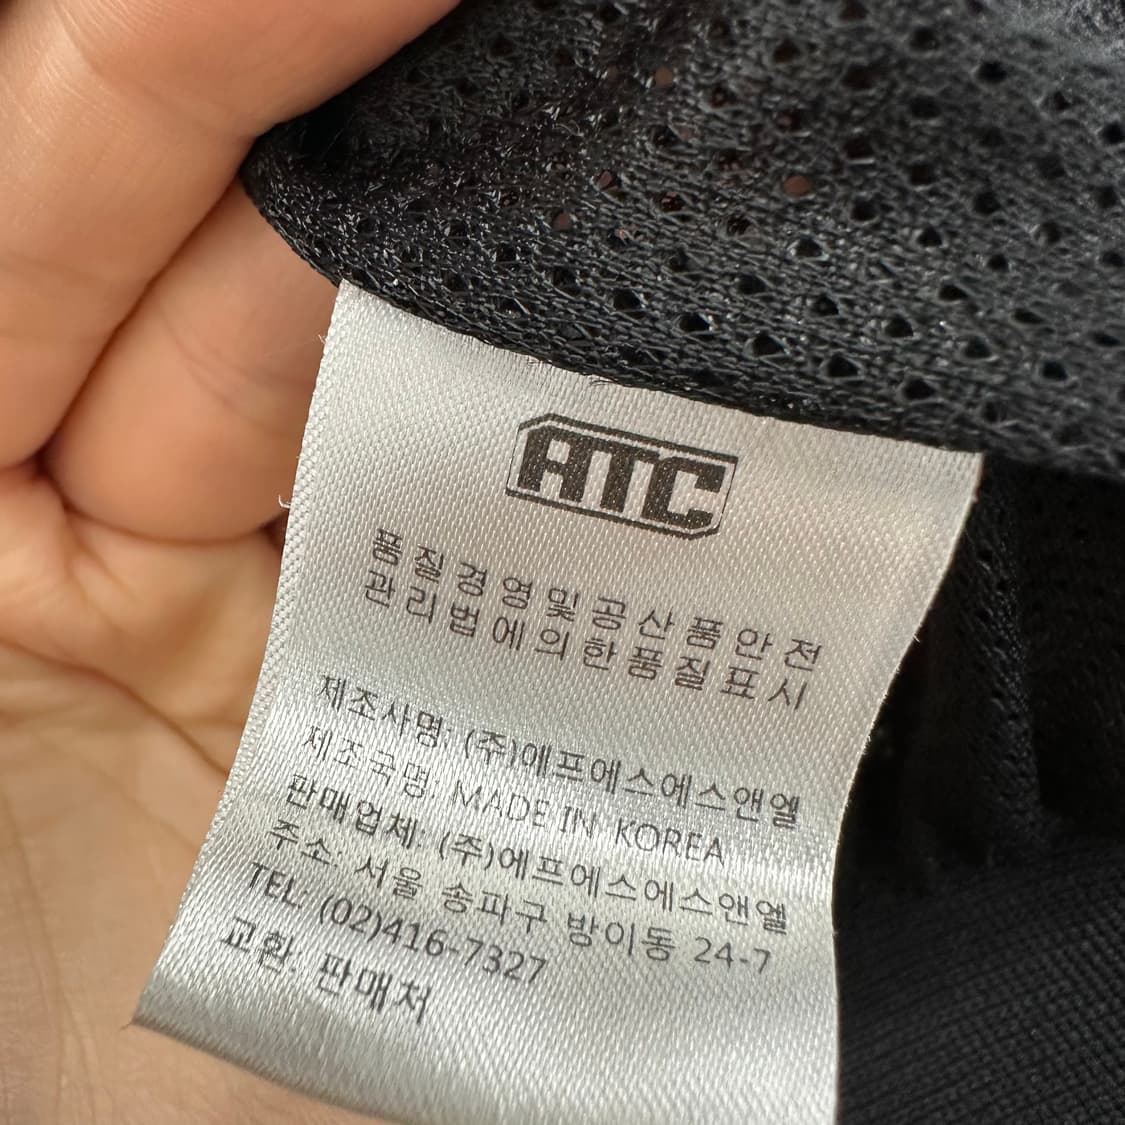 ATC
품질경영및공산품안전
관리법에의한품질표시
제조사명: (주)에프에스에스앤엘
제조국명: MADE IN KOREA
판매업체: (주)에프에스에스앤엘
주소: 서울 송파구 방이동 24-7
TEL: (02)416-7327
교환: 판매처